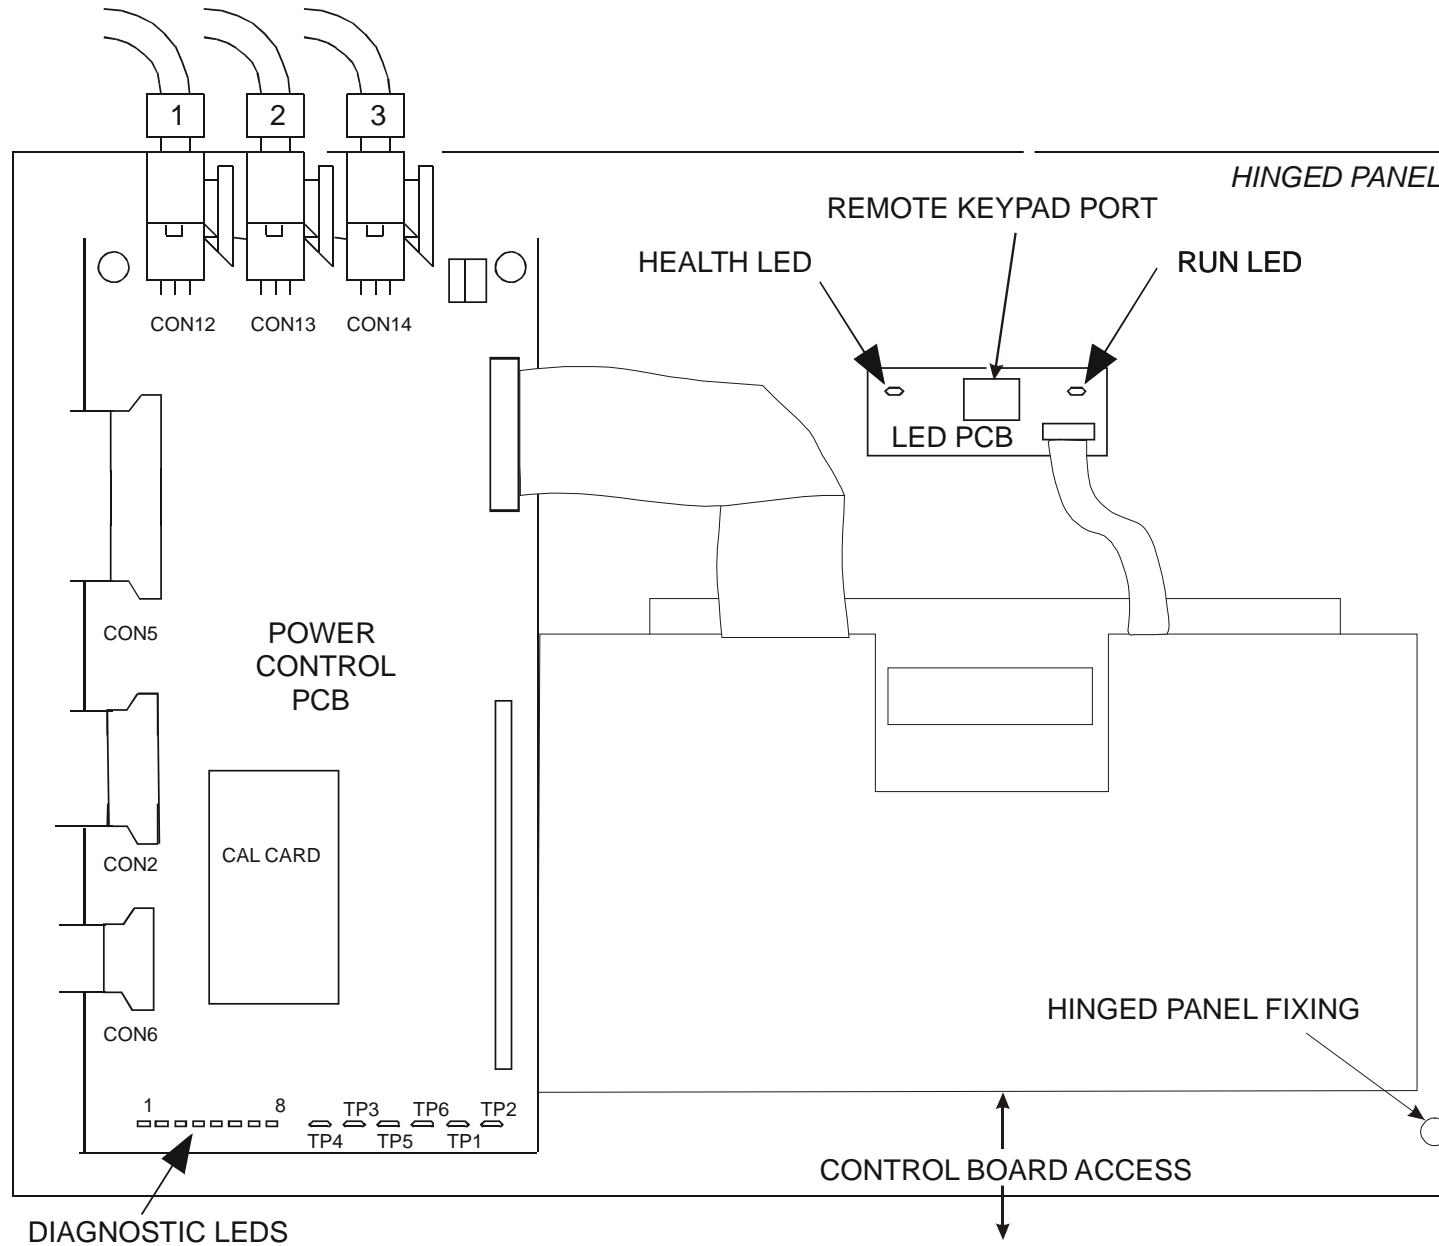 1 2 3
HINGED PANEL
REMOTE KEYPAD PORT
HEALTH LED
RUN LED
CON12 CON13 CON14
LED PCB
CON5
POWER
CONTROL
PCB
CAL CARD
CON2
HINGED PANEL FIXING
CON6
1 8
TP3 TP6 TP2
TP4 TP5 TP1
CONTROL BOARD ACCESS
DIAGNOSTIC LEDS